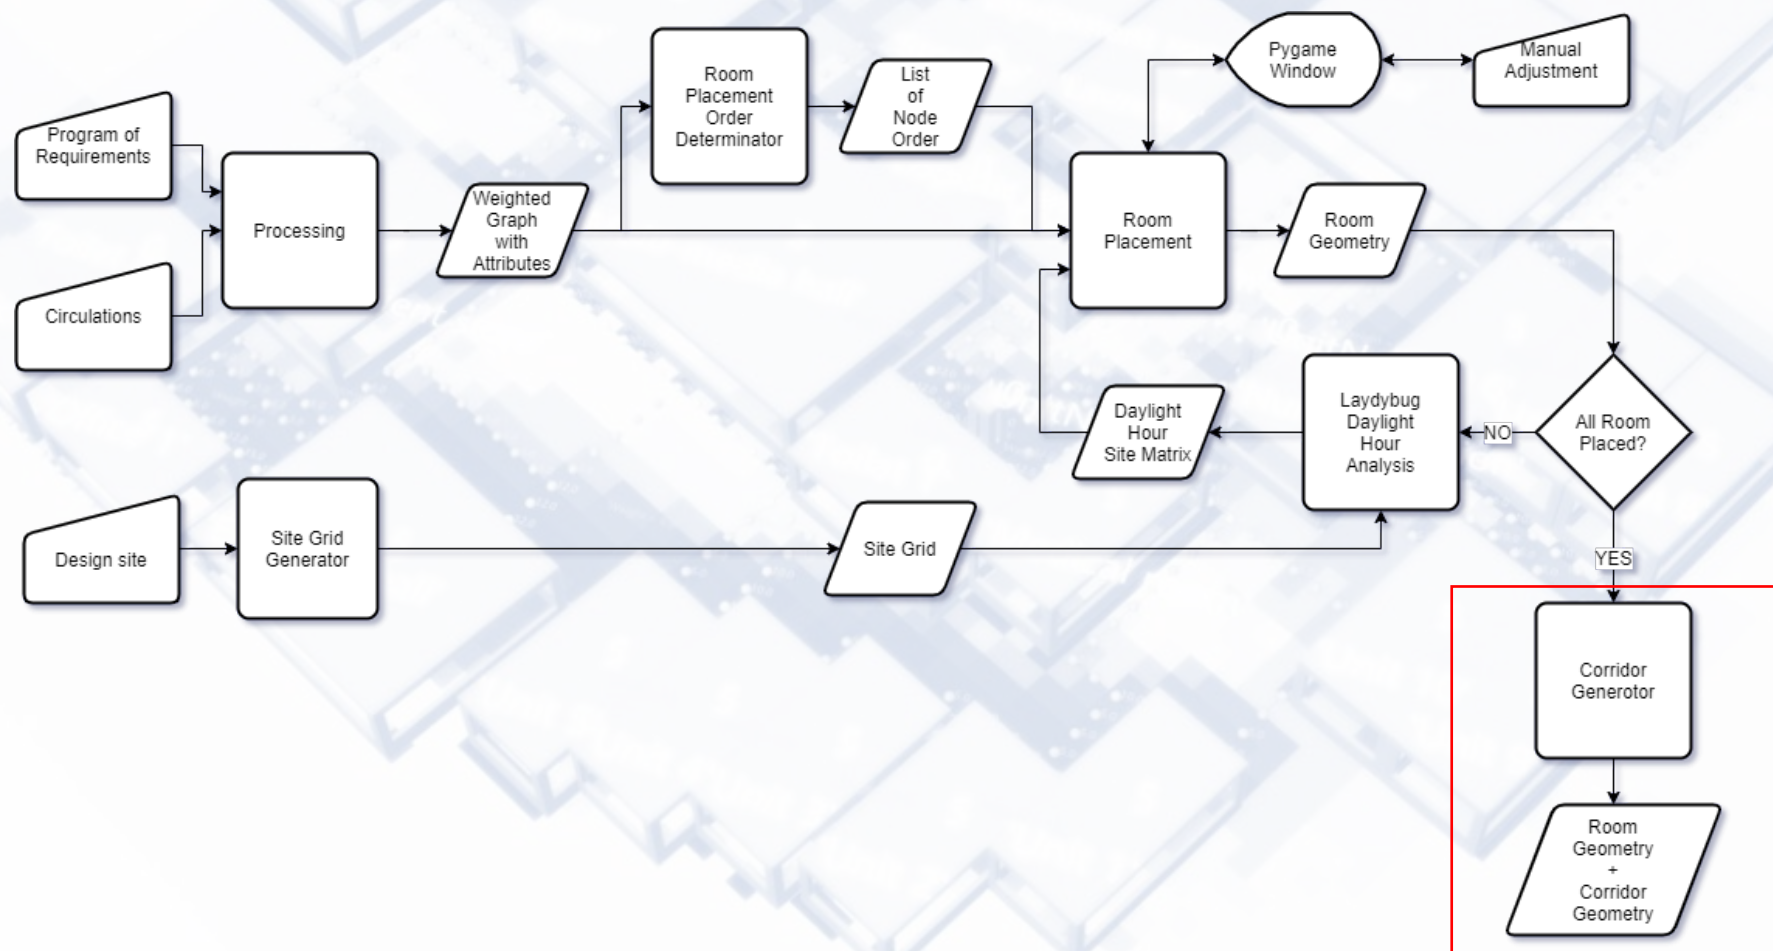 Program of
Requirements
Circulations
Processing
Weighted
Graph
with
Attributes
Room
Placement
Order
Determinator
List
of
Node
Order
Pygame
Window
Manual
Adjustment
Room
Placement
Room
Geometry
All Room
Placed?
NO
Laydybug
Daylight
Hour
Analysis
Daylight
Hour
Site Matrix
Design site
Site Grid
Generator
Site Grid
YES
Corridor
Generotor
Room
Geometry
+
Corridor
Geometry